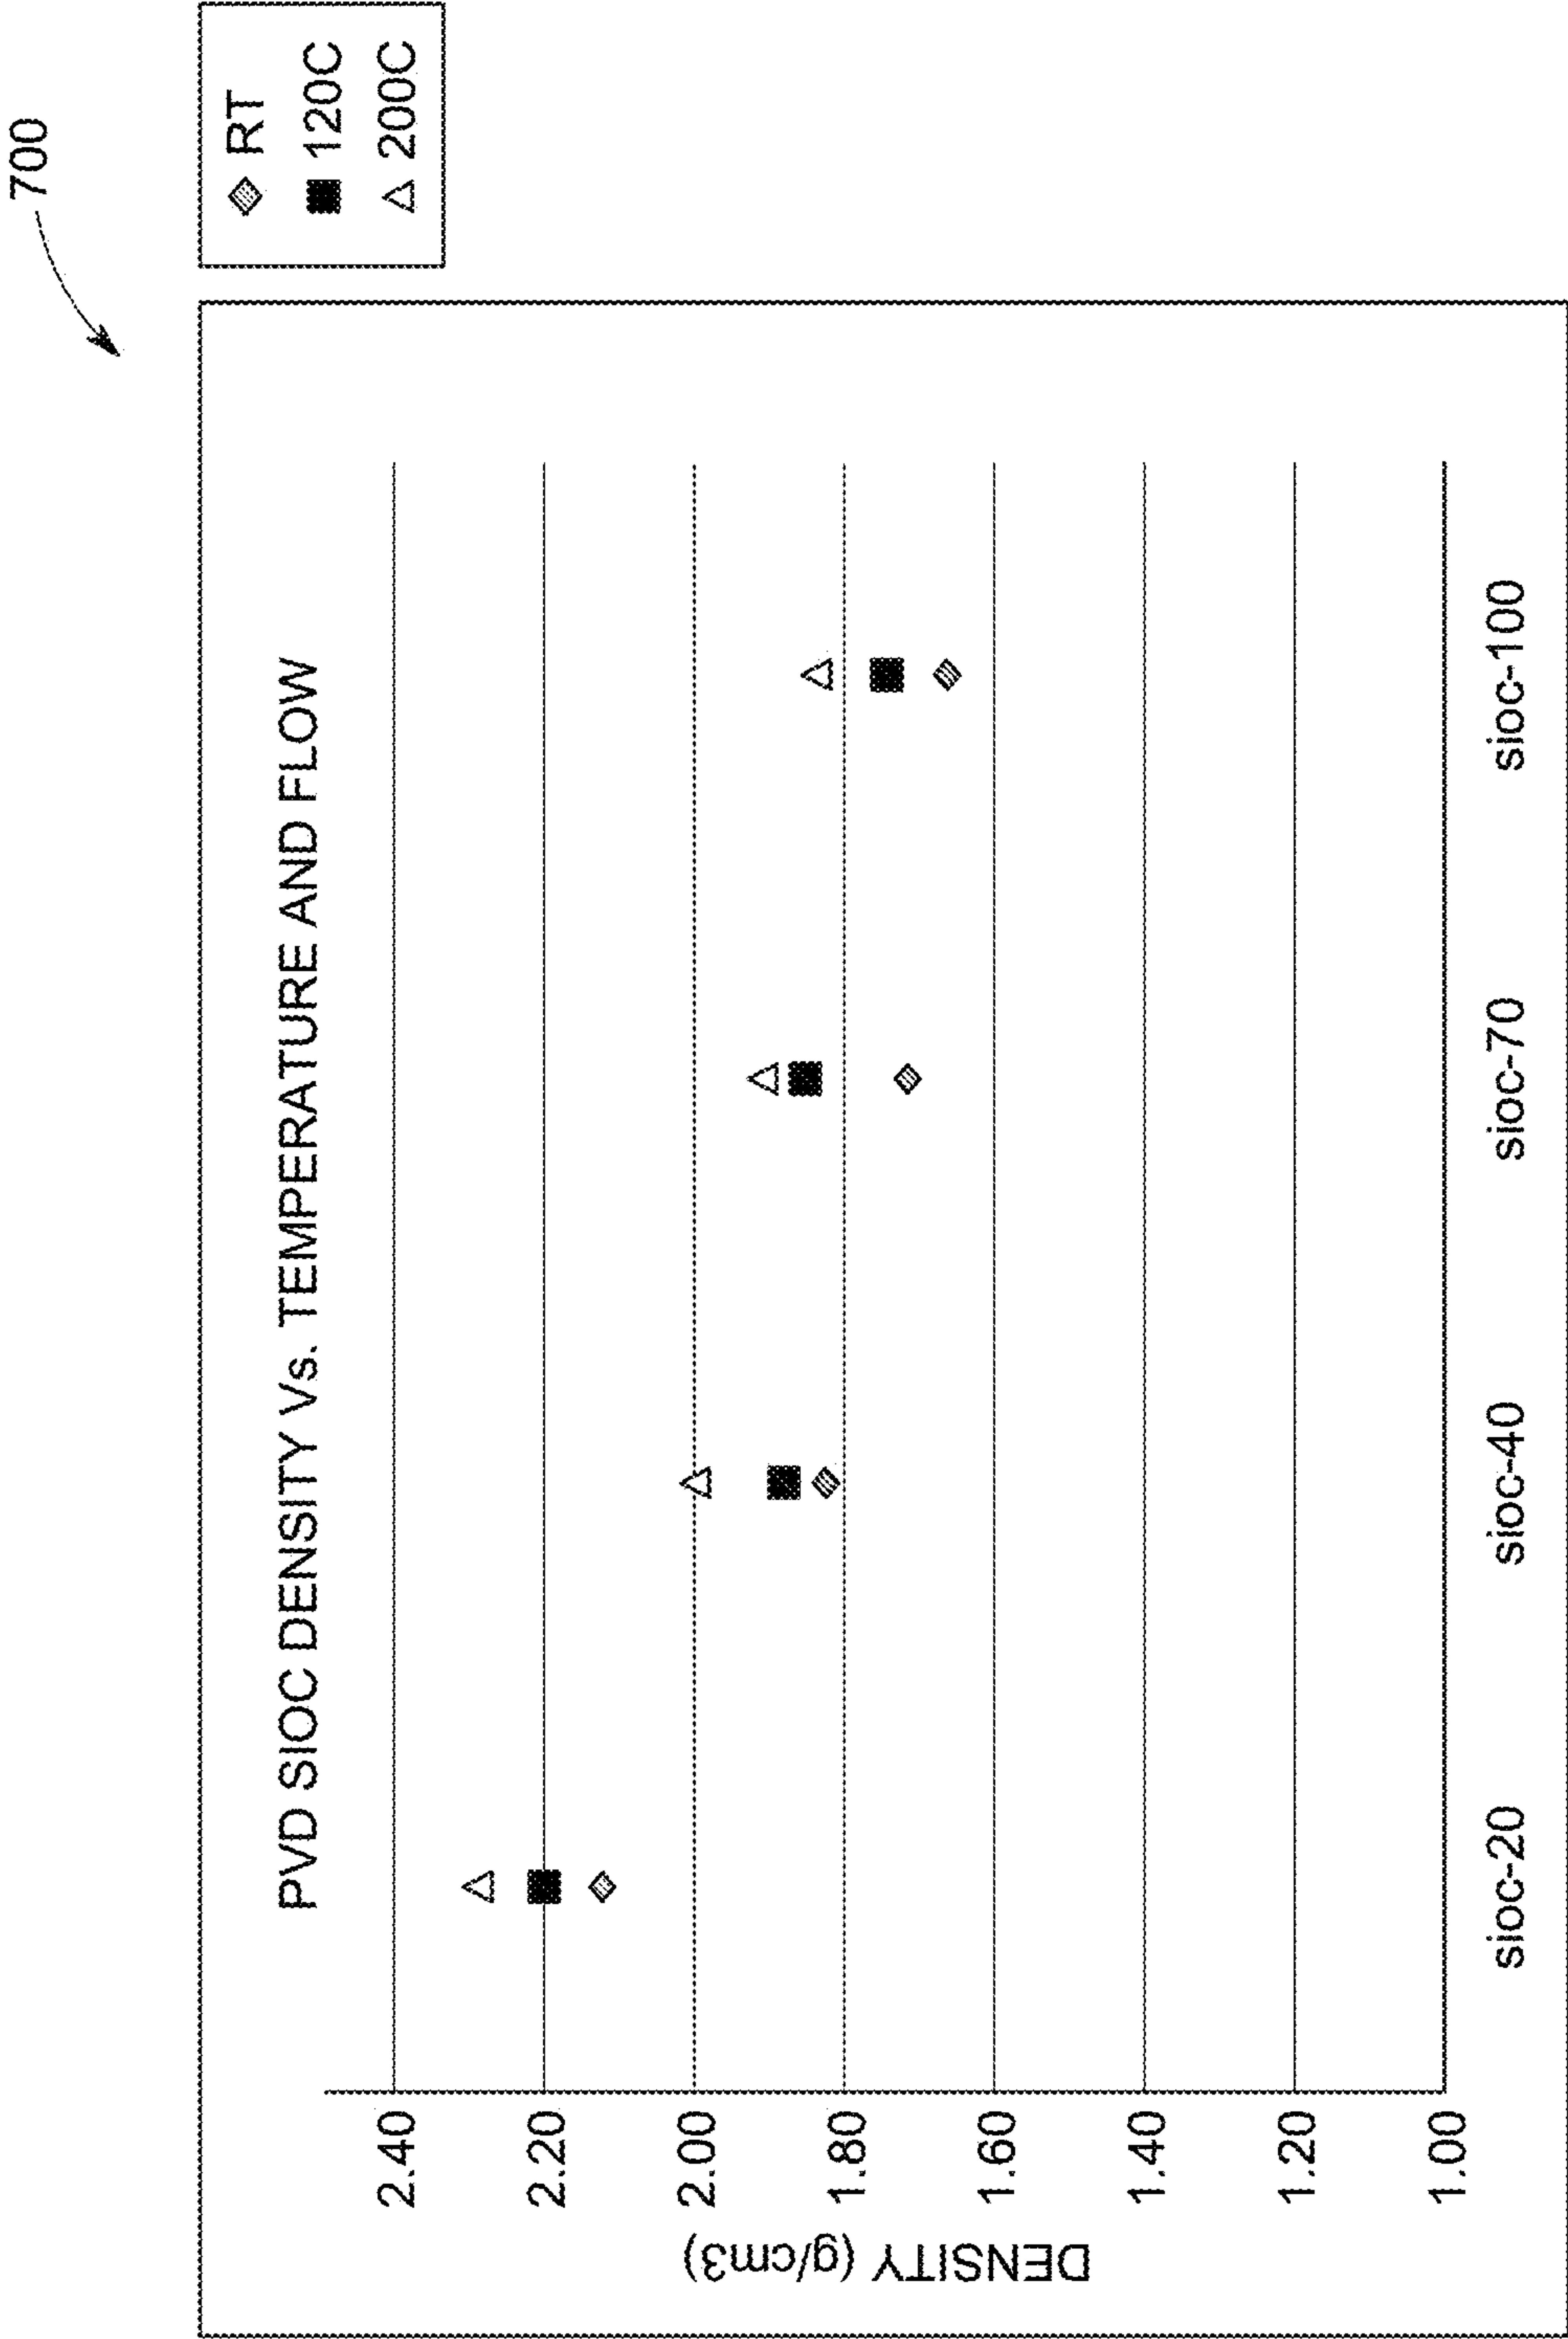 700
PVD SIOC DENSITY Vs. TEMPERATURE AND FLOW
RT
120C
200C
DENSITY (g/cm3)
2.40
2.20
2.00
1.80
1.60
1.40
1.20
1.00
sioc-20
sioc-40
sioc-70
sioc-100